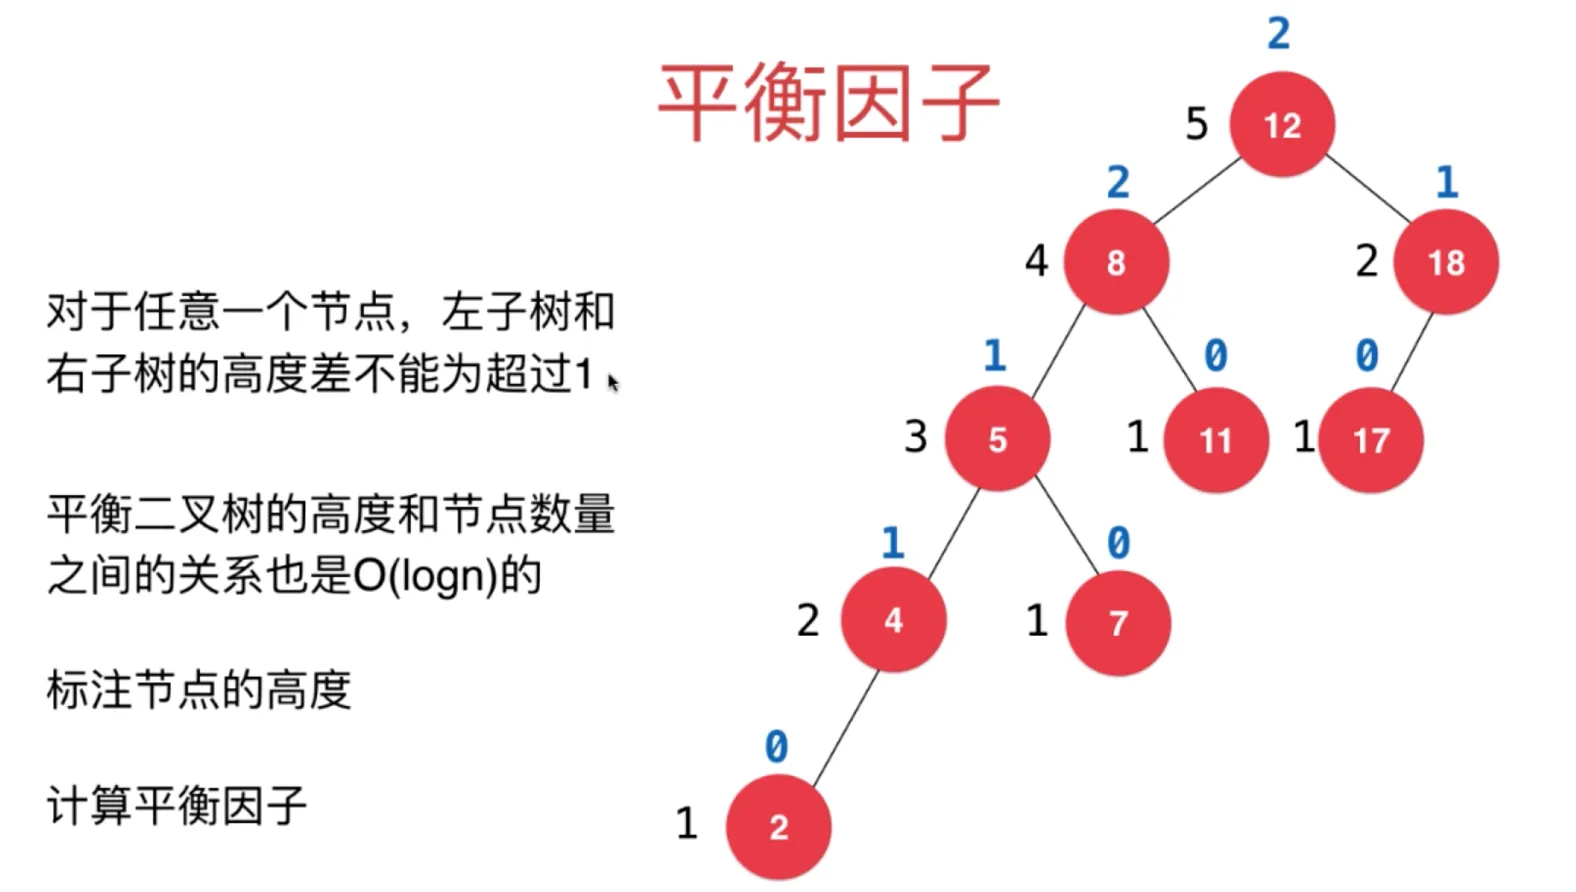 平衡因子
对于任意一个节点，左子树和
右子树的高度差不能为超过1
平衡二叉树的高度和节点数量
之间的关系也是O(logn)的
标注节点的高度
计算平衡因子
2
5 12
2 1
4 8 2 18
1 0 0
3 5 1 11 1 17
1 0
2 4 1 7
0
1 2